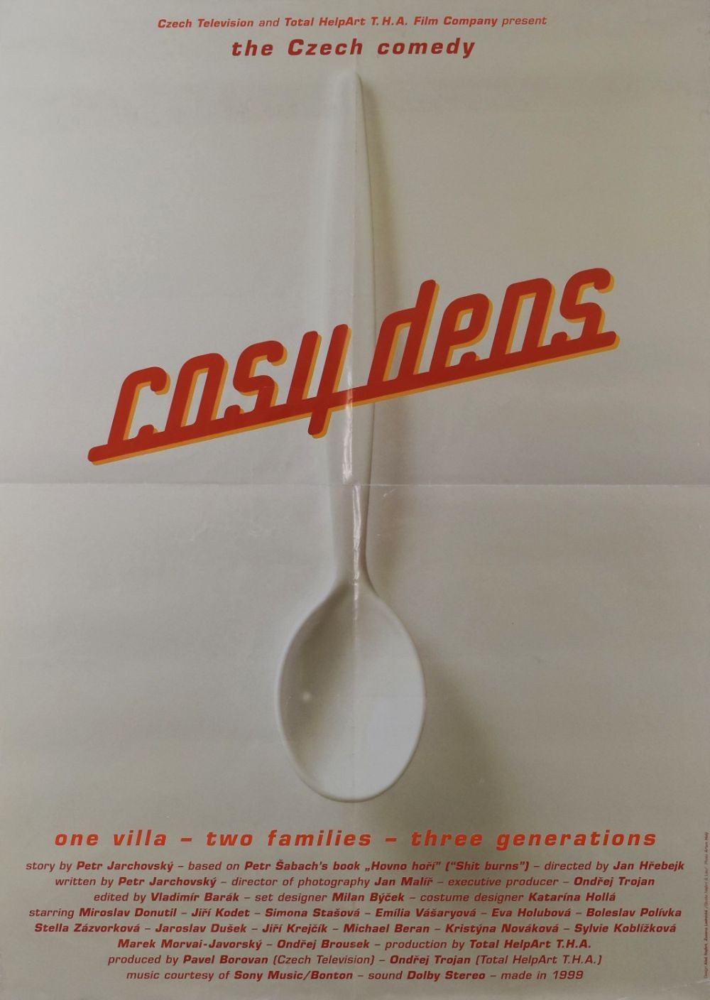 Czech Television and Total HelpArt T.H.A. Film Company present
the Czech comedy
cosy dens
one villa – two families – three generations
story by Petr Jarchovský – based on Petr Šabach's book „Hovno hoří” (“Shit burns”) – directed by Jan Hřebejk
written by Petr Jarchovský – director of photography Jan Malíř – executive producer – Ondřej Trojan
edited by Vladimír Barák – set designer Milan Býček – costume designer Katarína Hollá
starring Miroslav Donutil – Jiří Kodet – Simona Stašová – Emília Vášaryová – Eva Holubová – Boleslav Polívka
Stella Zázvorková – Jaroslav Dušek – Jiří Krejčík – Michael Beran – Kristýna Nováková – Sylvie Koblížková
Marek Morvai-Javorský – Ondřej Brousek – production by Total HelpArt T.H.A.
produced by Pavel Borovan (Czech Television) – Ondřej Trojan (Total HelpArt T.H.A.)
music courtesy of Sony Music/Bonton – sound Dolby Stereo – made in 1999